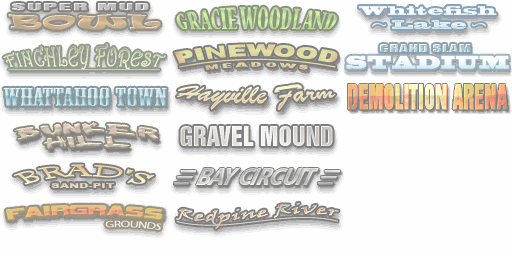 SUPER MUD
BOWL
FINCHLEY FOREST
WHATTAHOO TOWN
BUNKER
HILL
BRAD'S
SAND-PIT
FAIRGRASS
GROUNDS
GRACIE WOODLAND
PINEWOOD
MEADOWS
Hayville Farm
GRAVEL MOUND
BAY CIRCUIT
Redpine River
Whitefish
~ Lake ~
GRAND SLAM
STADIUM
DEMOLITION ARENA